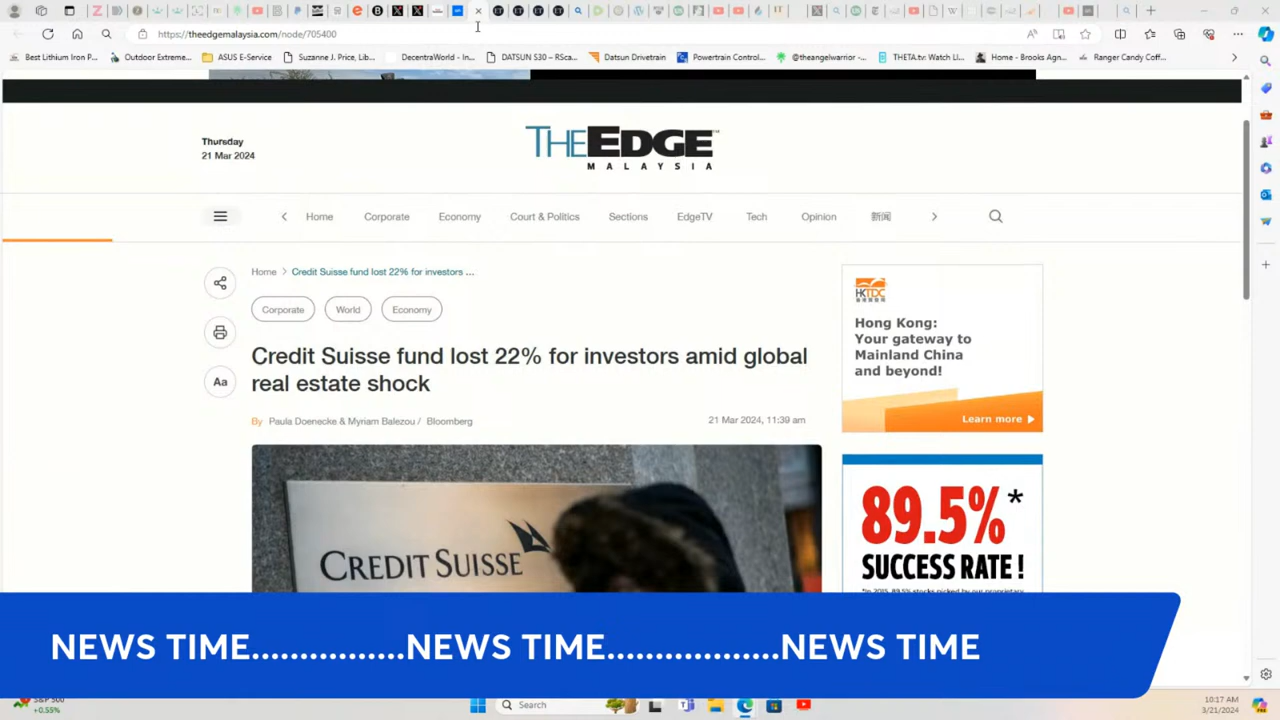 https://theedgemalaysia.com/node/705400
Best Lithium Iron P...
Outdoor Extreme...
ASUS E-Service
Suzanne J. Price, Lib...
DecentraWorld - In...
DATSUN S30 – RSca...
Datsun Drivetrain
Powertrain Control...
@theangelwarrior -...
THETA.tv: Watch Li...
Home - Brooks Agn...
Ranger Candy Coff...
Thursday
21 Mar 2024
THEEDGE
MALAYSIA
Home
Corporate
Economy
Court & Politics
Sections
EdgeTV
Tech
Opinion
新闻
Home > Credit Suisse fund lost 22% for investors ...
Corporate
World
Economy
Aa
Credit Suisse fund lost 22% for investors amid global
real estate shock
By Paula Doenecke & Myriam Balezou / Bloomberg
21 Mar 2024, 11:39 am
CREDIT SUISSE
HKTDC
Hong Kong:
Your gateway to
Mainland China
and beyond!
Learn more
89.5%*
SUCCESS RATE !
NEWS TIME................NEWS TIME.................NEWS TIME
S&P 500
+0.55%
Search
10:17 AM
3/21/2024